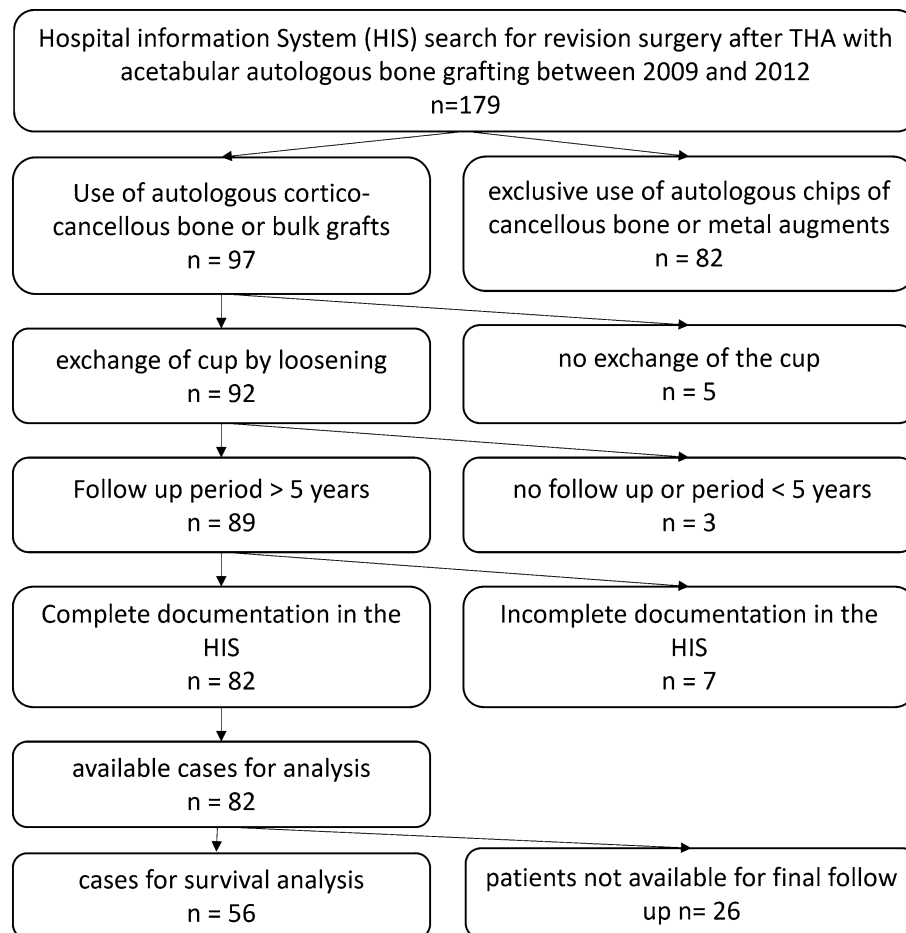 Hospital information System (HIS) search for revision surgery after THA with
acetabular autologous bone grafting between 2009 and 2012
n=179
Use of autologous cortico-
cancellous bone or bulk grafts
n = 97
exclusive use of autologous chips of
cancellous bone or metal augments
n = 82
exchange of cup by loosening
n = 92
no exchange of the cup
n = 5
Follow up period > 5 years
n = 89
no follow up or period < 5 years
n = 3
Complete documentation in the
HIS
n = 82
Incomplete documentation in the
HIS
n = 7
available cases for analysis
n = 82
cases for survival analysis
n = 56
patients not available for final follow
up n= 26